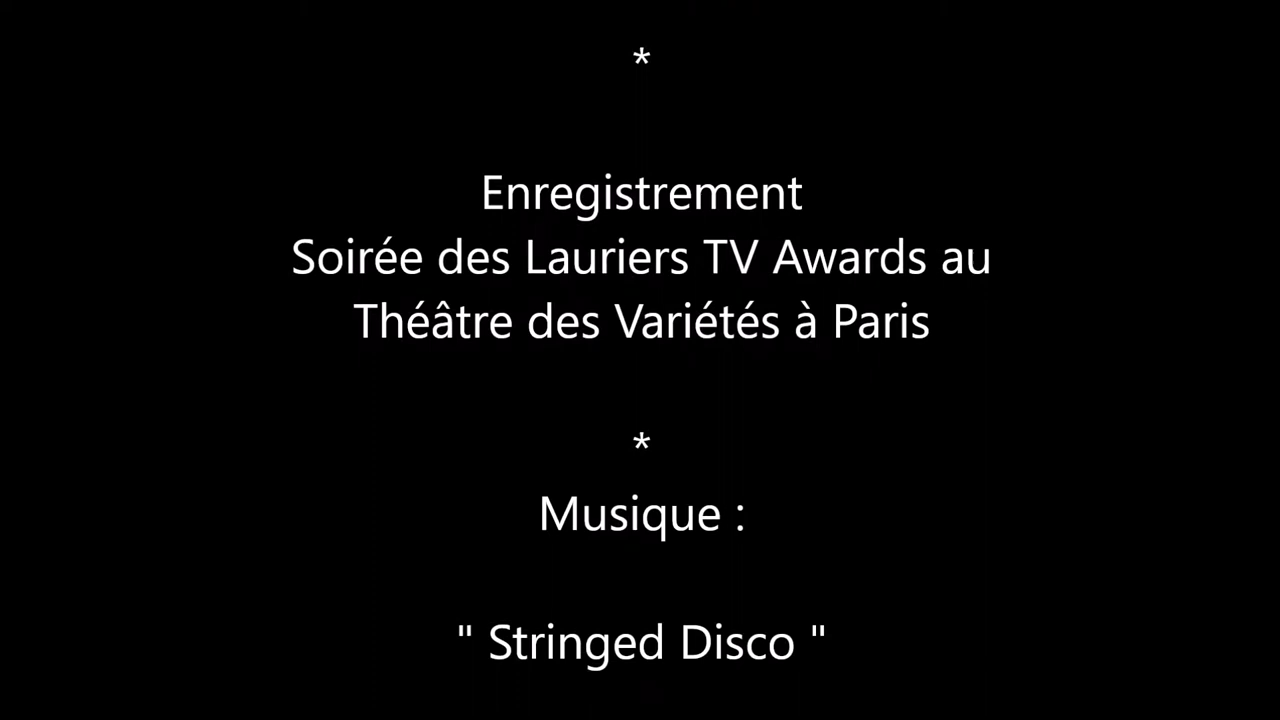 *
Enregistrement
Soirée des Lauriers TV Awards au
Théâtre des Variétés à Paris
*
Musique :
" Stringed Disco "